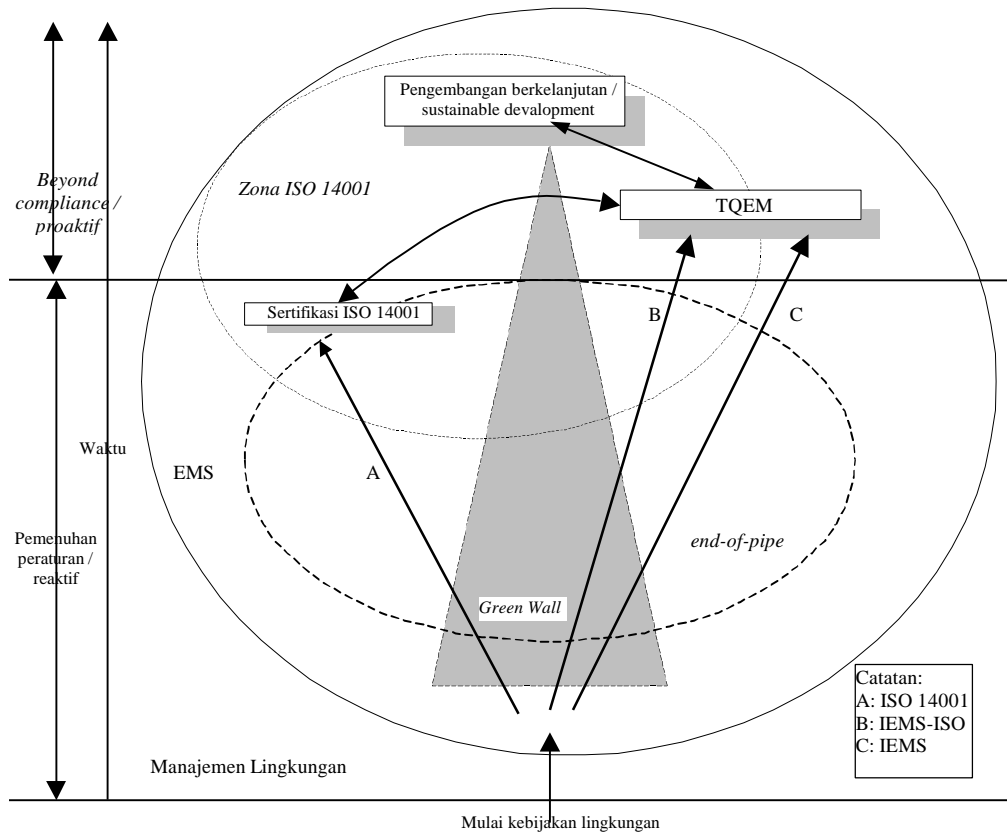 Pengembangan berkelanjutan /
sustainable devalopment
Beyond
compliance /
proaktif
Zona ISO 14001
TQEM
Sertifikasi ISO 14001
B
C
Waktu
EMS
A
Pemenuhan
peraturan /
reaktif
end-of-pipe
Green Wall
Catatan:
A: ISO 14001
B: IEMS-ISO
C: IEMS
Manajemen Lingkungan
Mulai kebijakan lingkungan